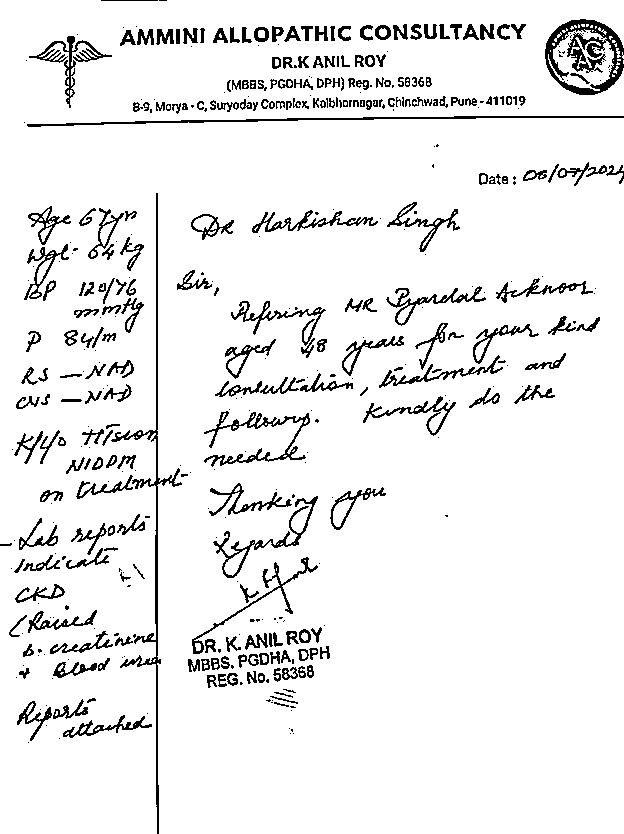 AMMINI ALLOPATHIC CONSULTANCY
DR.K ANIL ROY
(MBBS, PGDHA, DPH) Reg. No. 58368
B-9, Morya - C, Suryoday Complex, Kalbhornagar, Chinchwad, Pune - 411019
Date : 06/07/2024
Age 67yrs
Wgt- 64 kg
BP 120/76
mmHg
P 84/m
RS — NAD
CNS — NAD
K/c/o HTsion
NIDDM
on treatment
- Lab reports
indicate
CKD
(Raised
s. creatinine
+ Blood urea
Reports
attached
Dr Harkishan Singh
Sir,
Refering MR Pyarelal Acknoor
aged 48 years for your kind
consultation, treatment and
followup. Kindly do the
needed
Thanking you
Regards
DR. K. ANIL ROY
MBBS. PGDHA, DPH
REG. No. 58368